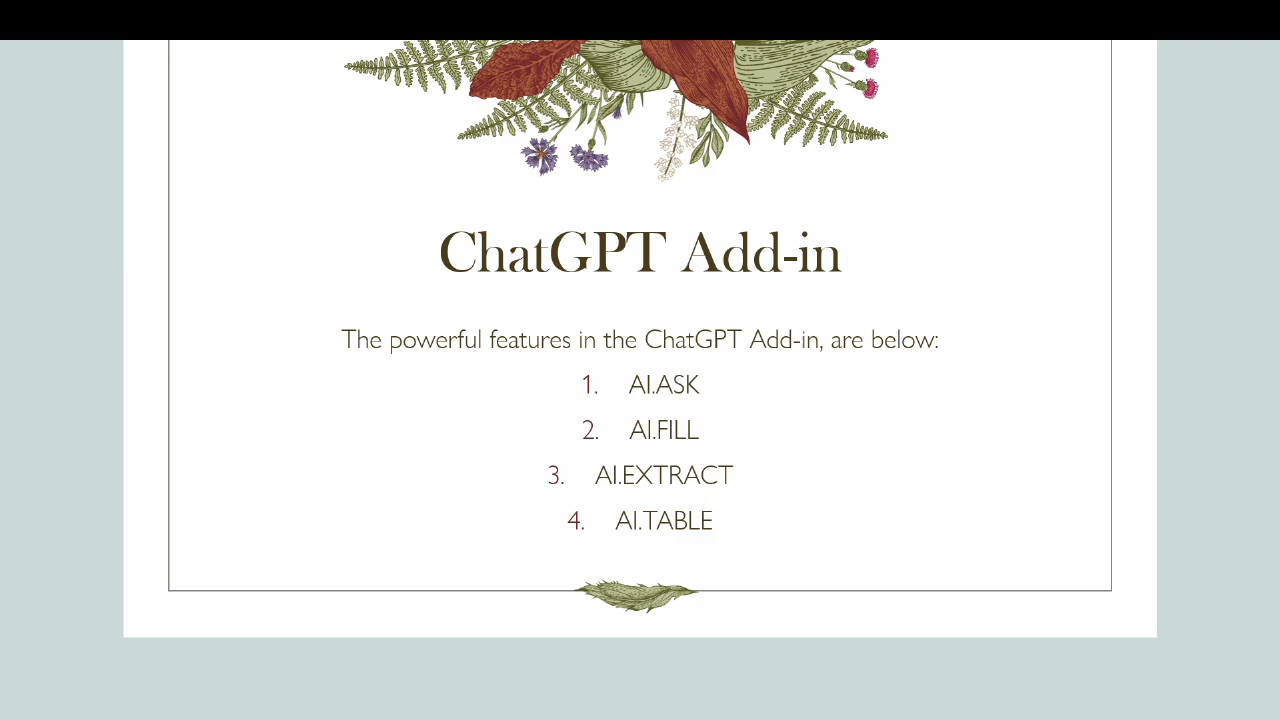 ChatGPT Add-in
The powerful features in the ChatGPT Add-in, are below:
1. AI.ASK
2. AI.FILL
3. AI.EXTRACT
4. AI.TABLE